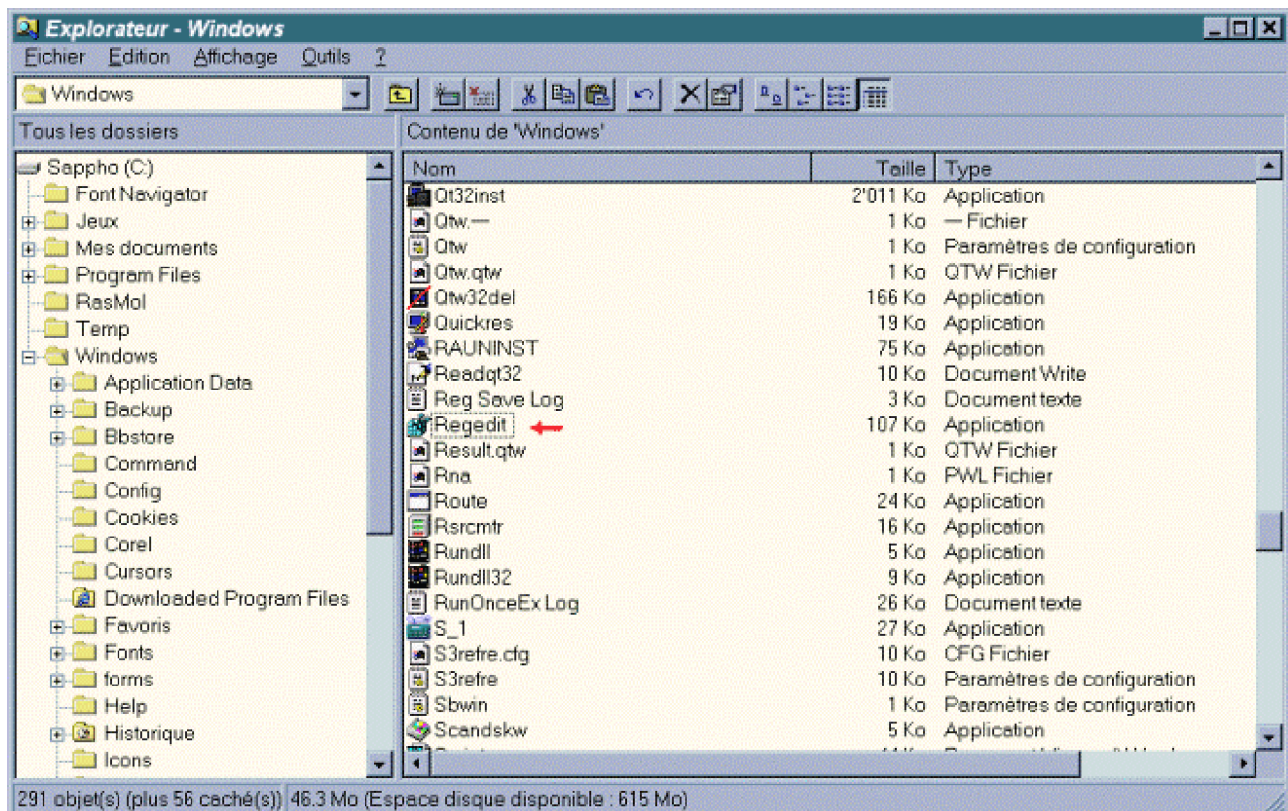 Explorateur - Windows
Fichier Edition Affichage Outils ?
Windows
Tous les dossiers
Contenu de 'Windows'
Sappho (C:)
Font Navigator
Jeux
Mes documents
Program Files
RasMol
Temp
Windows
Application Data
Backup
Bbstore
Command
Config
Cookies
Corel
Cursors
Downloaded Program Files
Favoris
Fonts
forms
Help
Historique
Icons
Nom Taille Type
Qt32inst 2'011 Ko Application
Qtw.— 1 Ko — Fichier
Qtw 1 Ko Paramètres de configuration
Qtw.qtw 1 Ko QTW Fichier
Qtw32del 166 Ko Application
Quickres 19 Ko Application
RAUNINST 75 Ko Application
Readqt32 10 Ko Document Write
Reg Save Log 3 Ko Document texte
Regedit 107 Ko Application
Result.qtw 1 Ko QTW Fichier
Rna 1 Ko PWL Fichier
Route 24 Ko Application
Rsrcmtr 16 Ko Application
Rundll 5 Ko Application
Rundll32 9 Ko Application
RunOnceEx Log 26 Ko Document texte
S_1 27 Ko Application
S3refre.cfg 10 Ko CFG Fichier
S3refre 10 Ko Paramètres de configuration
Sbwin 1 Ko Paramètres de configuration
Scandskw 5 Ko Application
291 objet(s) (plus 56 caché(s)) 46.3 Mo (Espace disque disponible : 615 Mo)